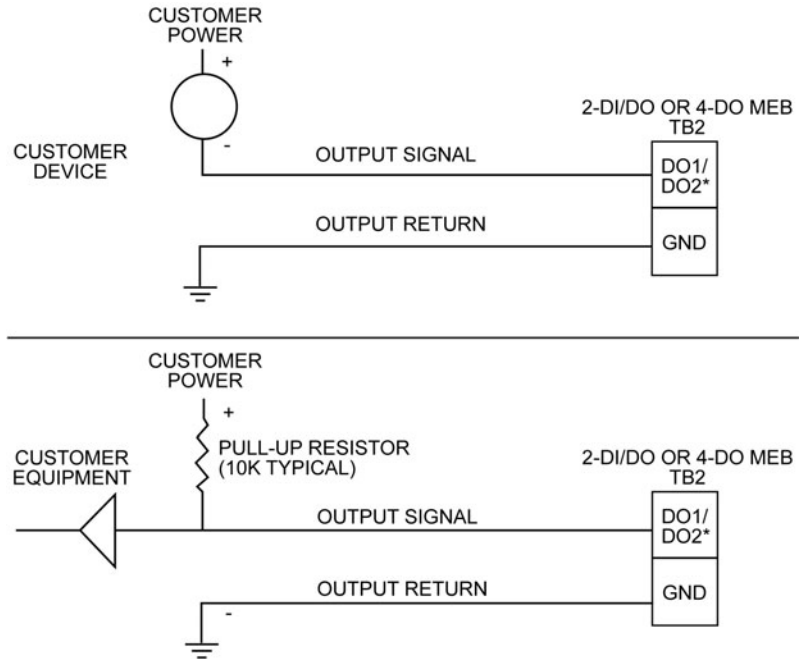 CUSTOMER
POWER
+
2-DI/DO OR 4-DO MEB
TB2
CUSTOMER
DEVICE
-
OUTPUT SIGNAL
DO1/
DO2*
OUTPUT RETURN
GND
CUSTOMER
POWER
+
CUSTOMER
EQUIPMENT
PULL-UP RESISTOR
(10K TYPICAL)
2-DI/DO OR 4-DO MEB
TB2
OUTPUT SIGNAL
DO1/
DO2*
OUTPUT RETURN
GND
-